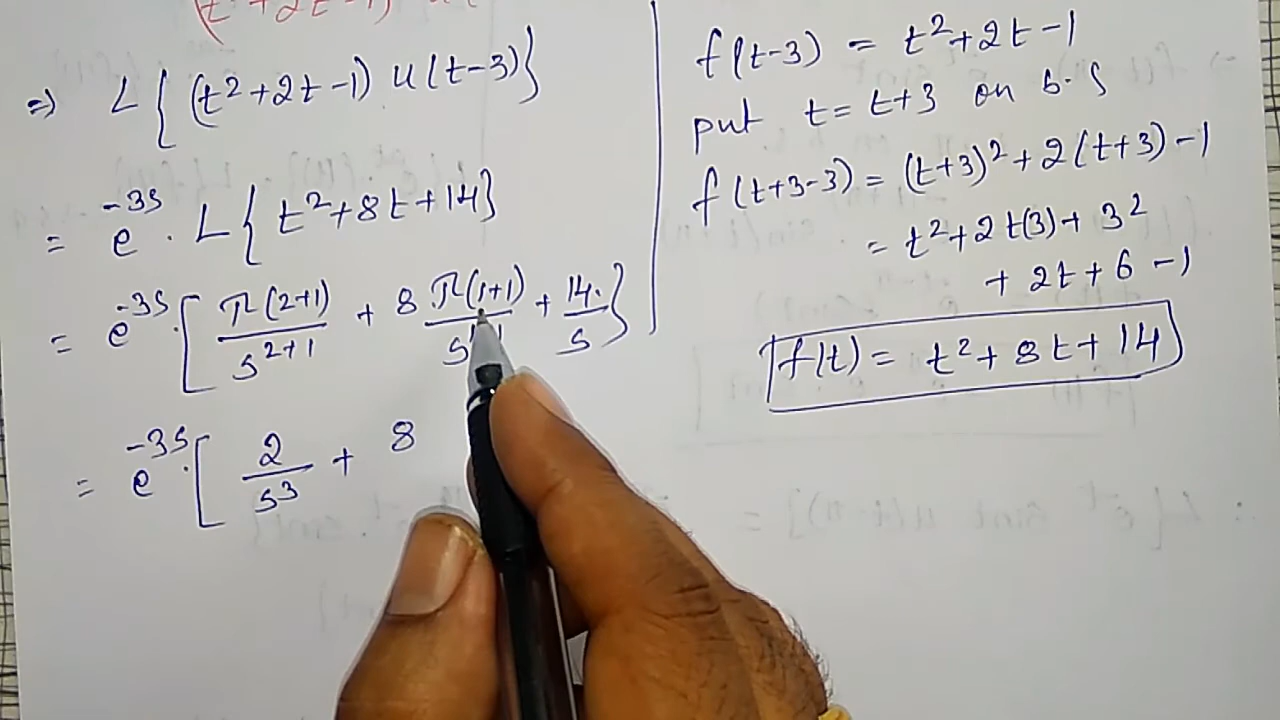 (t²+2t-1) u
=> L{(t²+2t-1) u(t-3)}
= e^-3s . L{t²+8t+14}
= e^-3s . [π(2+1)/s^2+1 + 8 π(1+1)/s + 14./s}
= e^-3s . [2/s³ + 8
f(t-3) = t²+2t-1
put t = t+3 on b.s
f(t+3-3) = (t+3)²+2(t+3)-1
= t²+2t(3)+3²
+2t+6-1
f(t) = t²+8t+14